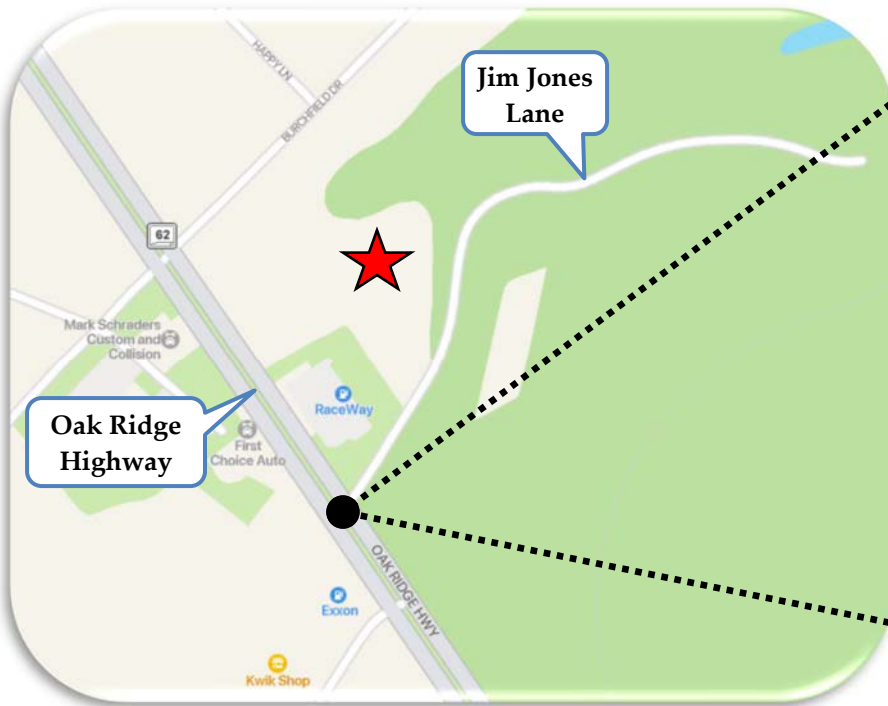 HAPPY LN
BURCHFIELD DR
Jim Jones
Lane
62
Mark Schraders
Custom and
Collision
RaceWay
Oak Ridge
Highway
First
Choice Auto
OAK RIDGE HWY
Exxon
Kwik Shop